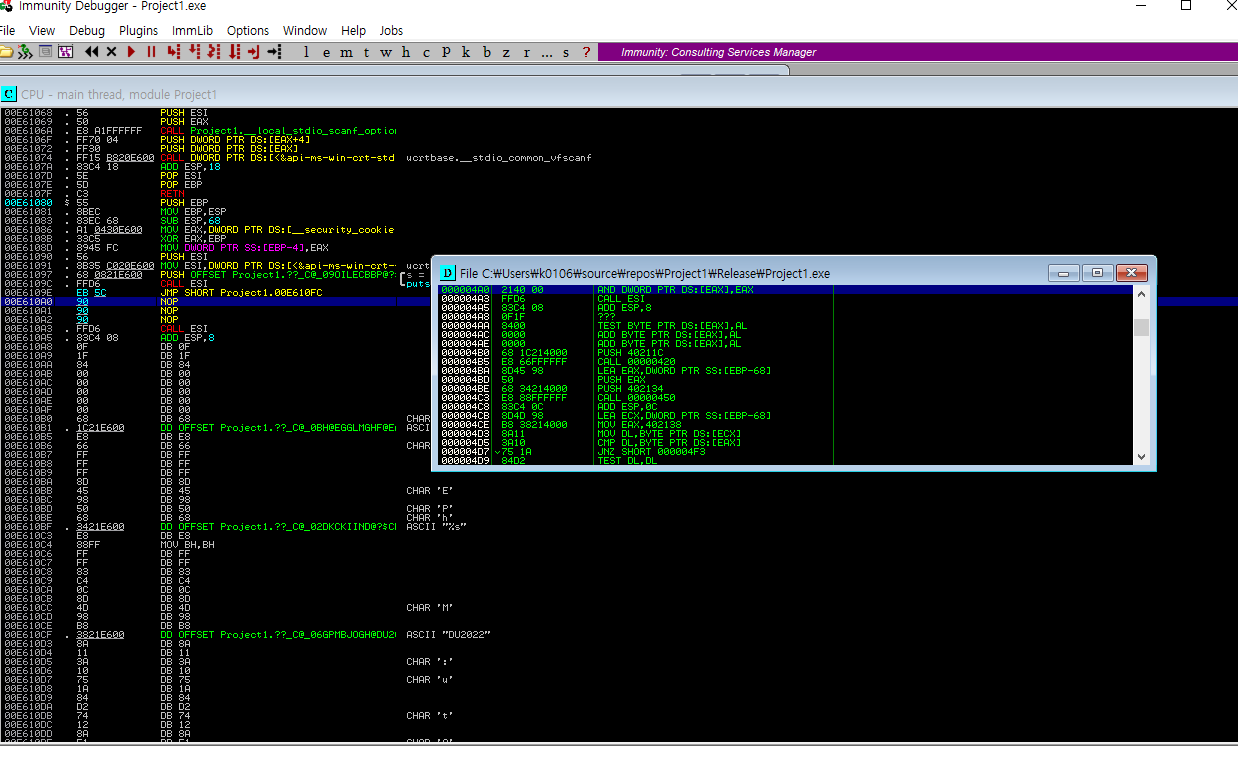 Immunity Debugger - Project1.exe
File View Debug Plugins ImmLib Options Window Help Jobs
l e m t w h c P k b z r ... s ? Immunity: Consulting Services Manager
C CPU - main thread, module Project1
00E61068 . 56 PUSH ESI
00E61069 . 50 PUSH EAX
00E6106A . E8 A1FFFFFF CALL Project1.__local_stdio_scanf_option
00E6106F . FF70 04 PUSH DWORD PTR DS:[EAX+4]
00E61072 . FF30 PUSH DWORD PTR DS:[EAX]
00E61074 . FF15 B820E600 CALL DWORD PTR DS:[<&api-ms-win-crt-std ucrtbase.__stdio_common_vfscanf
00E6107A . 83C4 18 ADD ESP,18
00E6107D . 5E POP ESI
00E6107E . 5D POP EBP
00E6107F . C3 RETN
00E61080 $ 55 PUSH EBP
00E61081 . 8BEC MOV EBP,ESP
00E61083 . 83EC 68 SUB ESP,68
00E61086 . A1 0430E600 MOV EAX,DWORD PTR DS:[__security_cookie
00E6108B . 33C5 XOR EAX,EBP
00E6108D . 8945 FC MOV DWORD PTR SS:[EBP-4],EAX
00E61090 . 56 PUSH ESI
00E61091 . 8B35 C020E600 MOV ESI,DWORD PTR DS:[<&api-ms-win-crt- ucrt
00E61097 . 68 0821E600 PUSH OFFSET Project1.??_C@_09OILECBBP@?: s =
00E6109C . FFD6 CALL ESI puts
00E6109E EB 5C JMP SHORT Project1.00E610FC
00E610A0 90 NOP
00E610A1 90 NOP
00E610A2 90 NOP
00E610A3 . FFD6 CALL ESI
00E610A5 . 83C4 08 ADD ESP,8
00E610A8 0F DB 0F
00E610A9 1F DB 1F
00E610AA 84 DB 84
00E610AB 00 DB 00
00E610AC 00 DB 00
00E610AD 00 DB 00
00E610AE 00 DB 00
00E610AF 00 DB 00
00E610B0 68 DB 68 CHAR
00E610B1 . 1C21E600 DD OFFSET Project1.??_C@_0BH@EGGLMGHF@E ASCI
00E610B5 E8 DB E8
00E610B6 66 DB 66 CHAR
00E610B7 FF DB FF
00E610B8 FF DB FF
00E610B9 FF DB FF
00E610BA 8D DB 8D
00E610BB 45 DB 45 CHAR 'E'
00E610BC 98 DB 98
00E610BD 50 DB 50 CHAR 'P'
00E610BE 68 DB 68 CHAR 'h'
00E610BF . 3421E600 DD OFFSET Project1.??_C@_02DKCKIIND@?$CI ASCII "%s"
00E610C3 E8 DB E8
00E610C4 88FF MOV BH,BH
00E610C6 FF DB FF
00E610C7 FF DB FF
00E610C8 83 DB 83
00E610C9 C4 DB C4
00E610CA 0C DB 0C
00E610CB 8D DB 8D
00E610CC 4D DB 4D CHAR 'M'
00E610CD 98 DB 98
00E610CE B8 DB B8
00E610CF . 3821E600 DD OFFSET Project1.??_C@_06GPMBJOGH@DU20 ASCII "DU2022"
00E610D3 8A DB 8A
00E610D4 11 DB 11
00E610D5 3A DB 3A CHAR ':'
00E610D6 10 DB 10
00E610D7 75 DB 75 CHAR 'u'
00E610D8 1A DB 1A
00E610D9 84 DB 84
00E610DA D2 DB D2
00E610DB 74 DB 74 CHAR 't'
00E610DC 12 DB 12
00E610DD 8A DB 8A
D File C:₩Users₩k0106₩source₩repos₩Project1₩Release₩Project1.exe
000004A0 2140 00 AND DWORD PTR DS:[EAX],EAX
000004A3 FFD6 CALL ESI
000004A5 83C4 08 ADD ESP,8
000004A8 0F1F ???
000004AA 8400 TEST BYTE PTR DS:[EAX],AL
000004AC 0000 ADD BYTE PTR DS:[EAX],AL
000004AE 0000 ADD BYTE PTR DS:[EAX],AL
000004B0 68 1C214000 PUSH 40211C
000004B5 E8 66FFFFFF CALL 00000420
000004BA 8D45 98 LEA EAX,DWORD PTR SS:[EBP-68]
000004BD 50 PUSH EAX
000004BE 68 34214000 PUSH 402134
000004C3 E8 88FFFFFF CALL 00000450
000004C8 83C4 0C ADD ESP,0C
000004CB 8D4D 98 LEA ECX,DWORD PTR SS:[EBP-68]
000004CE B8 38214000 MOV EAX,402138
000004D3 8A11 MOV DL,BYTE PTR DS:[ECX]
000004D5 3A10 CMP DL,BYTE PTR DS:[EAX]
000004D7 75 1A JNZ SHORT 000004F3
000004D9 84D2 TEST DL,DL